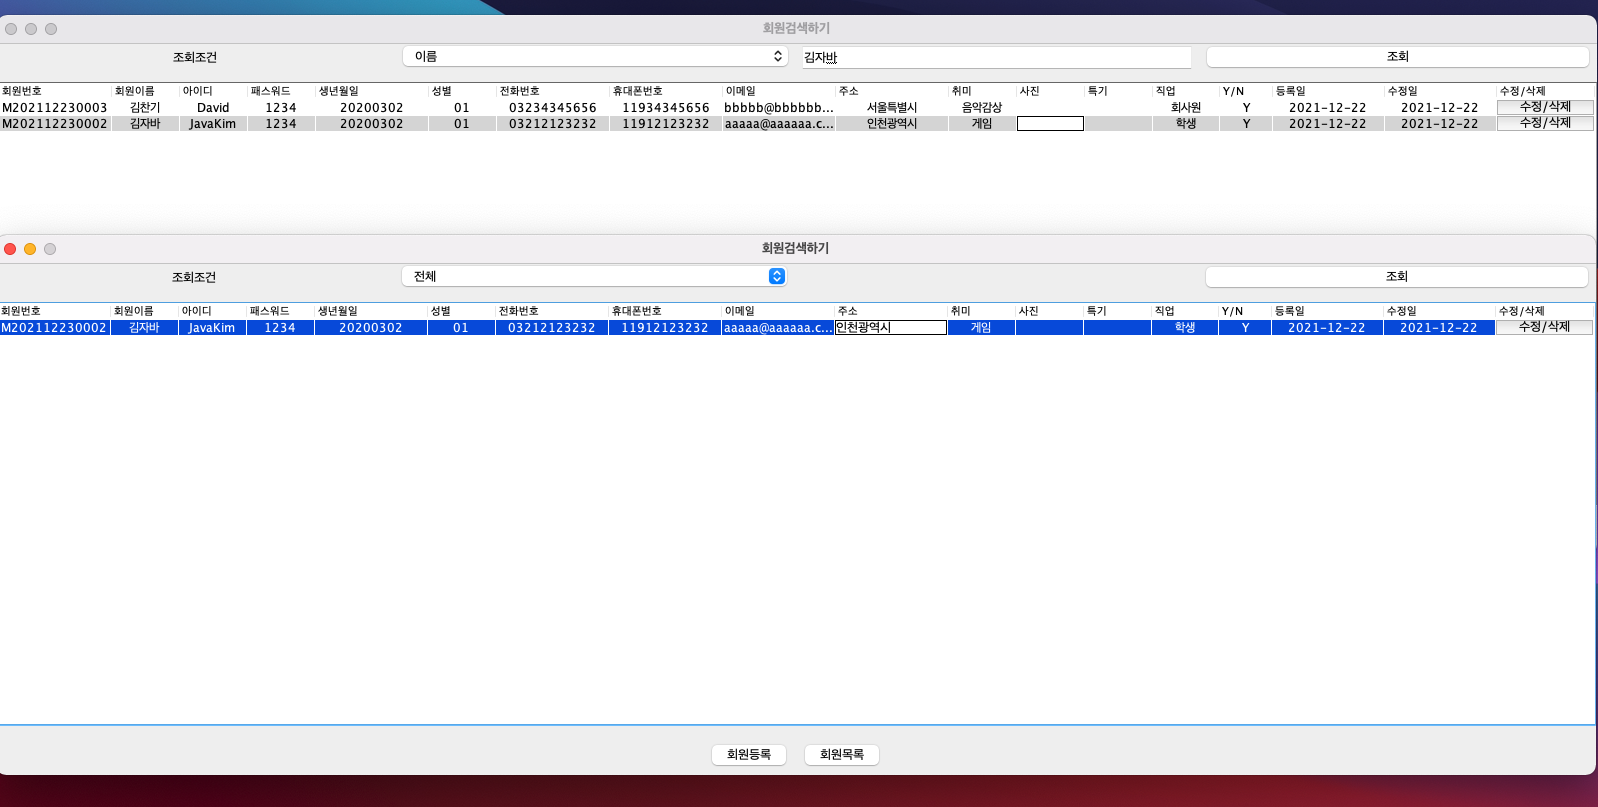 회원검색하기
조회조건 이름 김자바 조회
회원번호 회원이름 아이디 패스워드 생년월일 성별 전화번호 휴대폰번호 이메일 주소 취미 사진 특기 직업 Y/N 등록일 수정일 수정/삭제
M202112230003 김찬기 David 1234 20200302 01 03234345656 11934345656 bbbbb@bbbbbb... 서울특별시 음악감상 회사원 Y 2021-12-22 2021-12-22 수정/삭제
M202112230002 김자바 JavaKim 1234 20200302 01 03212123232 11912123232 aaaaa@aaaaaa.c... 인천광역시 게임 학생 Y 2021-12-22 2021-12-22 수정/삭제
회원검색하기
조회조건 전체 조회
회원번호 회원이름 아이디 패스워드 생년월일 성별 전화번호 휴대폰번호 이메일 주소 취미 사진 특기 직업 Y/N 등록일 수정일 수정/삭제
M202112230002 김자바 JavaKim 1234 20200302 01 03212123232 11912123232 aaaaa@aaaaaa.c... 인천광역시 게임 학생 Y 2021-12-22 2021-12-22 수정/삭제
회원등록 회원목록